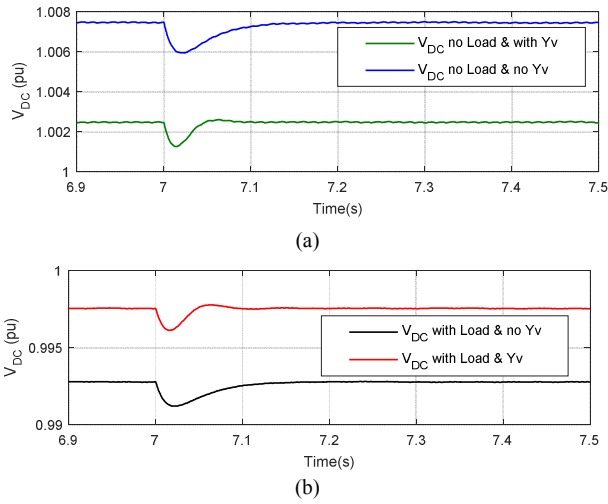 1.008
1.006
1.004
1.002
1
V_DC (pu)
V_DC no Load & with Yv
V_DC no Load & no Yv
6.9 7 7.1 7.2 7.3 7.4 7.5
Time(s)
(a)
1
0.995
0.99
V_DC (pu)
V_DC with Load & no Yv
V_DC with Load & Yv
6.9 7 7.1 7.2 7.3 7.4 7.5
Time(s)
(b)